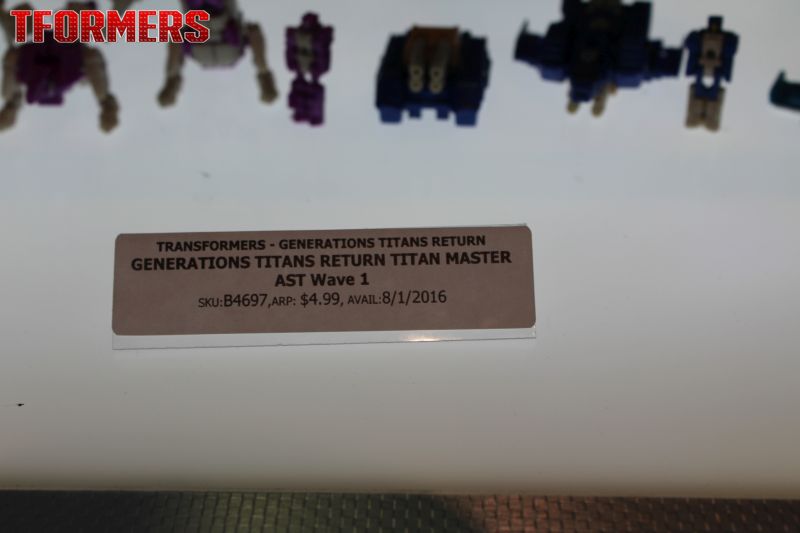 TFORMERS
TRANSFORMERS - GENERATIONS TITANS RETURN
GENERATIONS TITANS RETURN TITAN MASTER
AST Wave 1
SKU:B4697,ARP: $4.99, AVAIL:8/1/2016